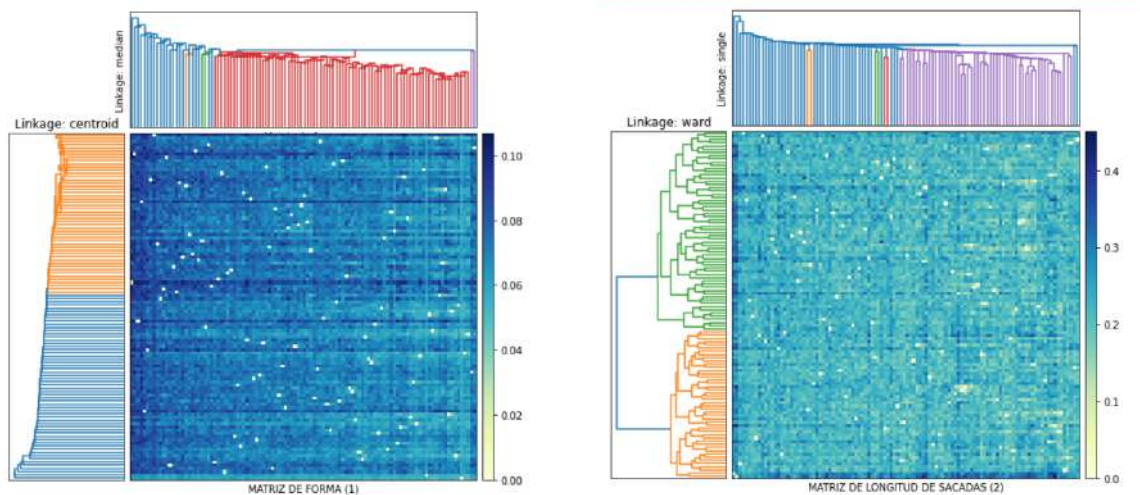 Linkage: median
Linkage: centroid
0.10
0.08
0.06
0.04
0.02
0.00
MATRIZ DE FORMA (1)
Linkage: single
Linkage: ward
0.4
0.3
0.2
0.1
0.0
MATRIZ DE LONGITUD DE SACADAS (2)